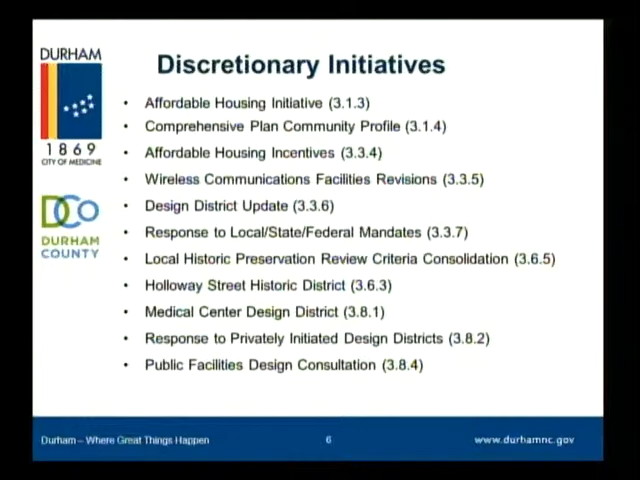 DURHAM
1869
CITY OF MEDICINE
DCO
DURHAM
COUNTY
Discretionary Initiatives
• Affordable Housing Initiative (3.1.3)
• Comprehensive Plan Community Profile (3.1.4)
• Affordable Housing Incentives (3.3.4)
• Wireless Communications Facilities Revisions (3.3.5)
• Design District Update (3.3.6)
• Response to Local/State/Federal Mandates (3.3.7)
• Local Historic Preservation Review Criteria Consolidation (3.6.5)
• Holloway Street Historic District (3.6.3)
• Medical Center Design District (3.8.1)
• Response to Privately Initiated Design Districts (3.8.2)
• Public Facilities Design Consultation (3.8.4)
Durham – Where Great Things Happen
6
www.durhamnc.gov